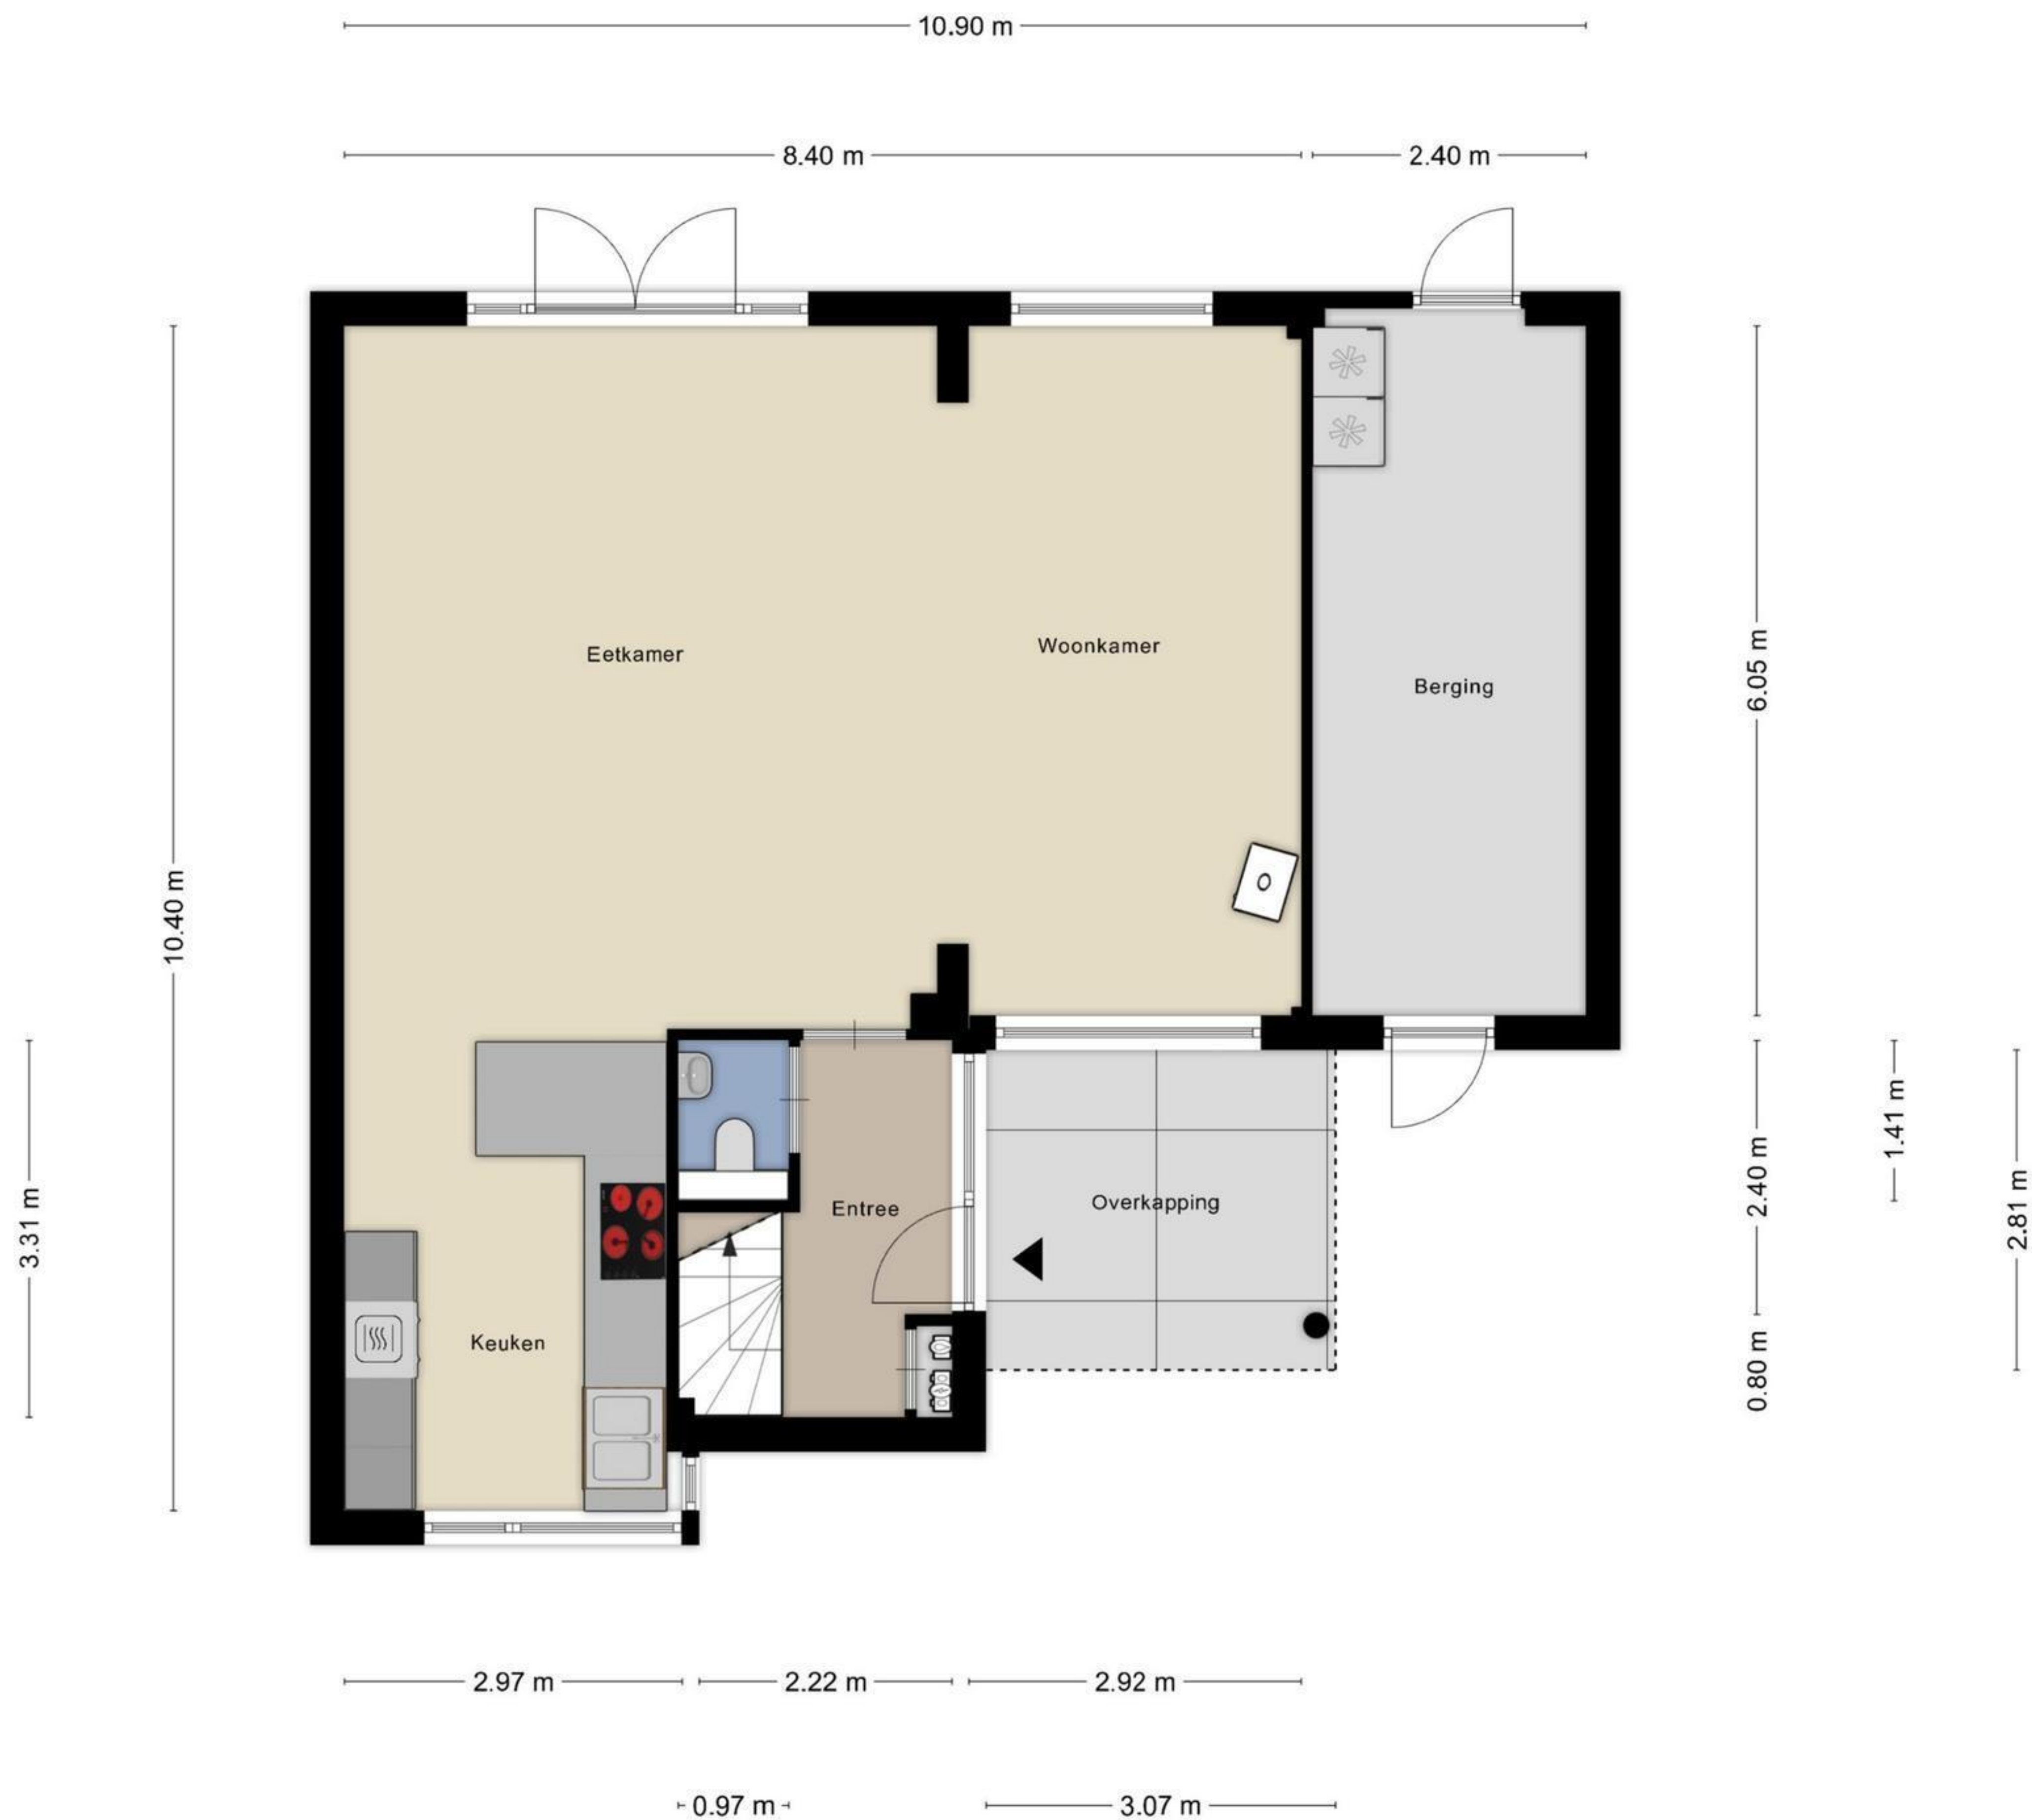 10.90 m
8.40 m
2.40 m
Eetkamer
Woonkamer
Berging
6.05 m
10.40 m
3.31 m
Keuken
Entree
Overkapping
2.40 m
1.41 m
2.81 m
0.80 m
2.97 m
2.22 m
2.92 m
0.97 m
3.07 m